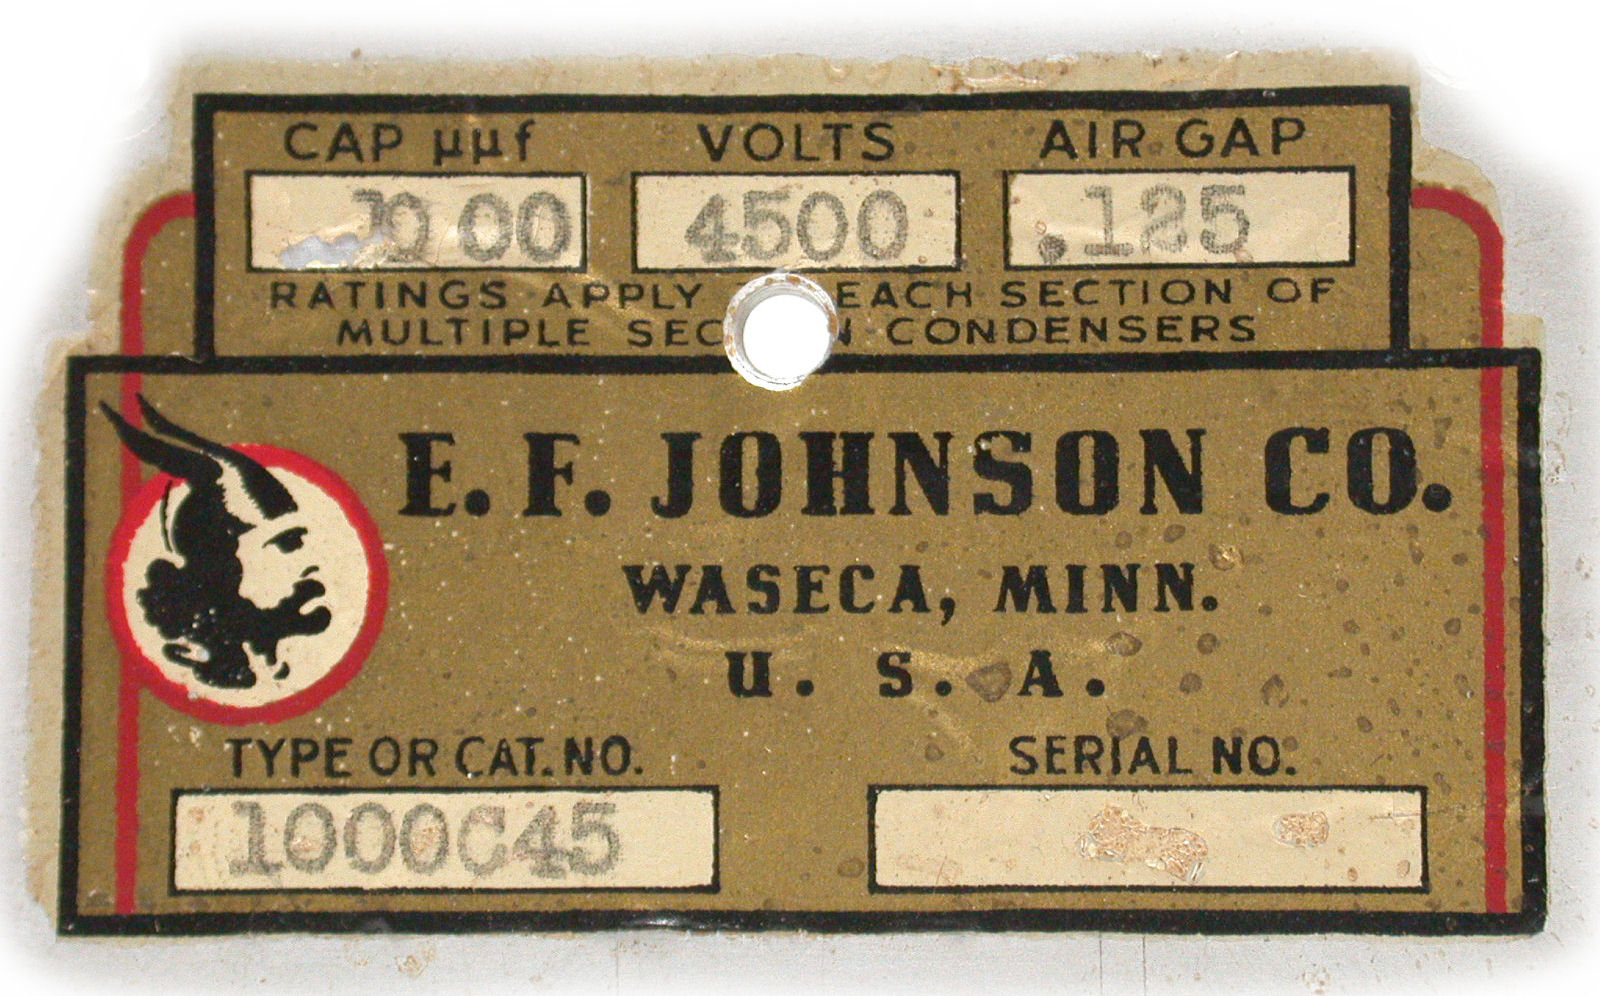 CAP µµf VOLTS AIR GAP
1000 4500 .125
RATINGS APPLY EACH SECTION OF
MULTIPLE CONDENSERS
E. F. JOHNSON CO.
WASECA, MINN.
U. S. A.
TYPE OR CAT. NO. SERIAL NO.
1000C45